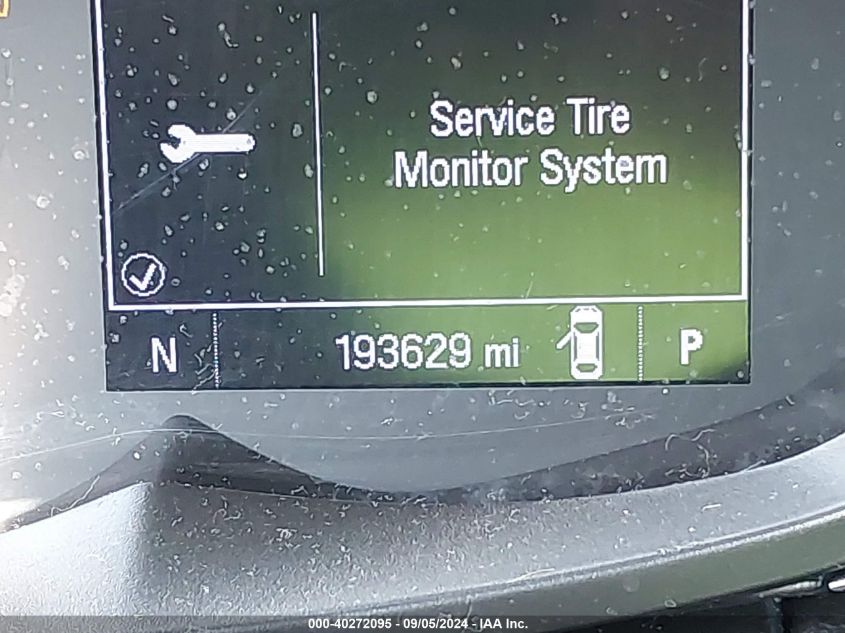 Service Tire
Monitor System
N 193629 mi P
000-40272095 - 09/05/2024 - IAA Inc.